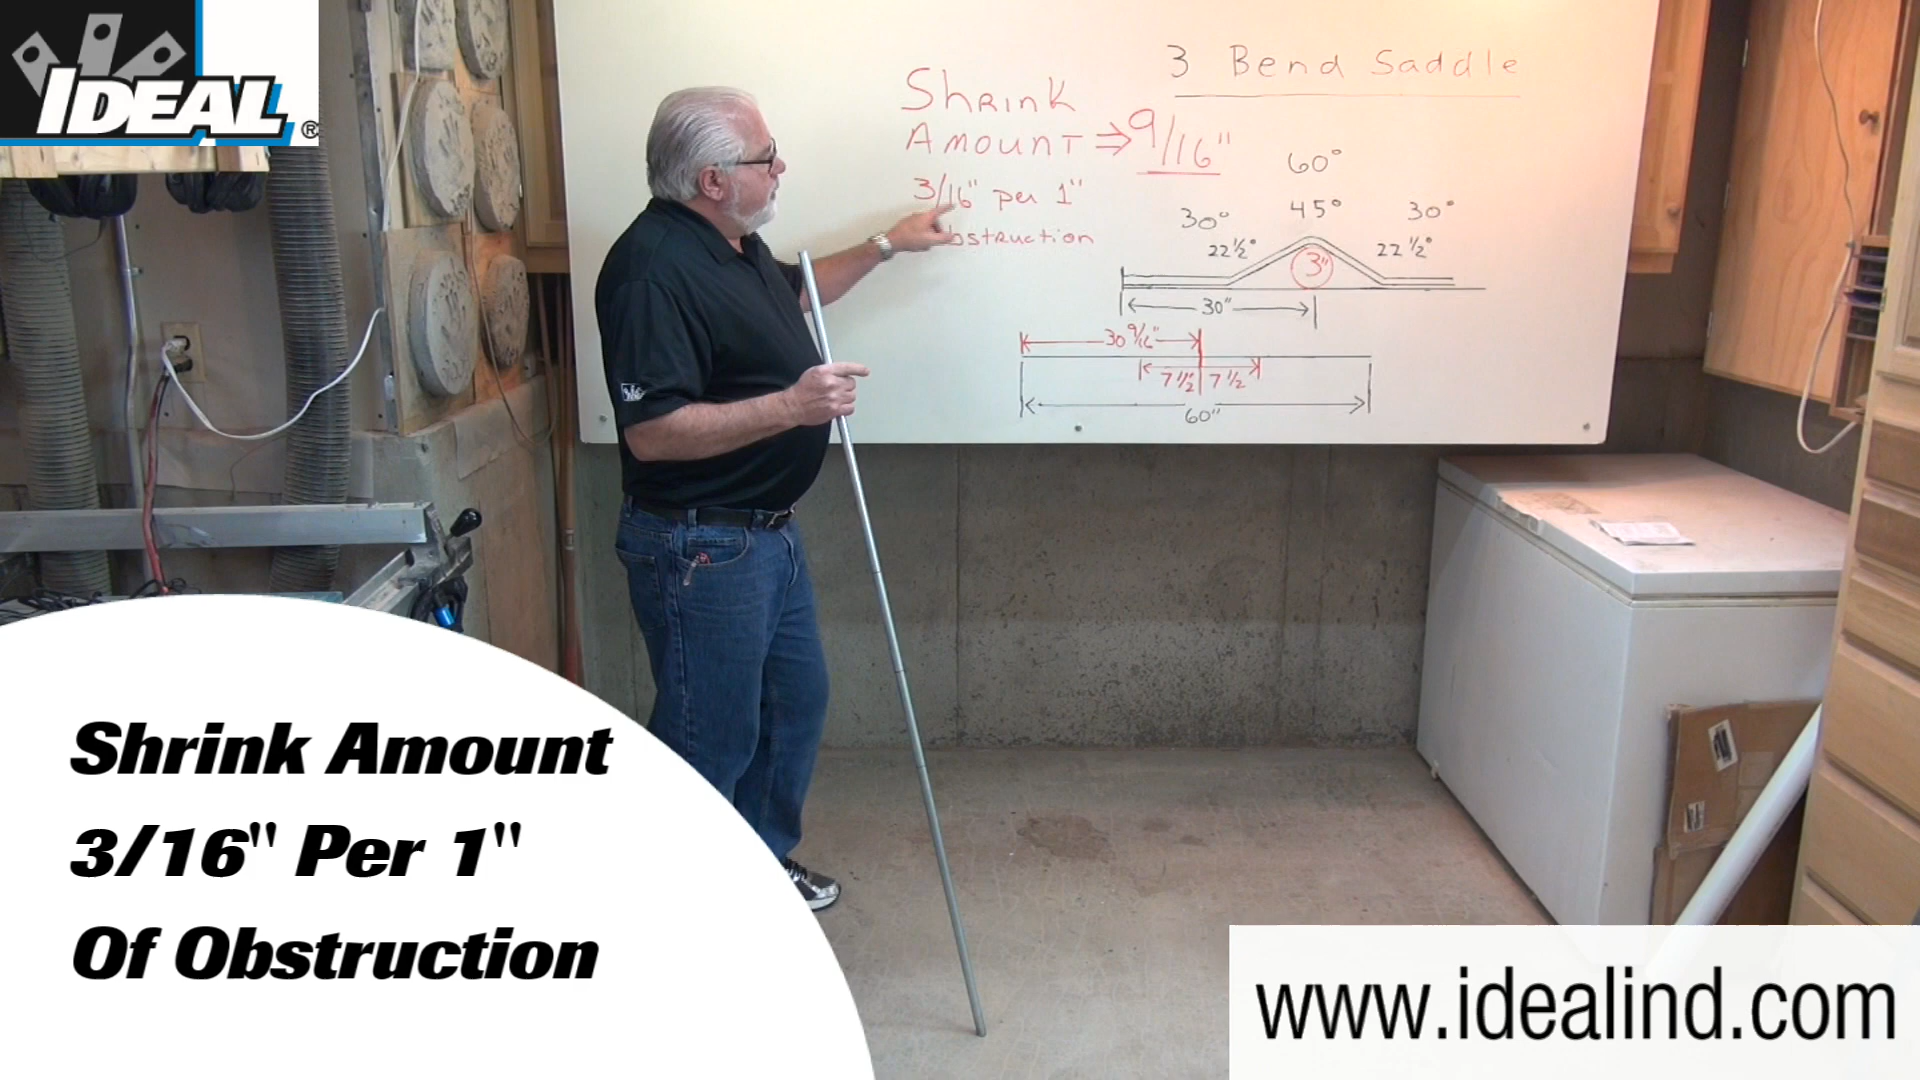 IDEAL®
3 Bend Saddle
Shrink
Amount ⇒ 9/16"
3/16" per 1"
obstruction
60°
30° 45° 30°
22½° 22½°
3"
30"
30 9/16"
7½ 7½
60"
Shrink Amount
3/16" Per 1"
Of Obstruction
www.idealind.com